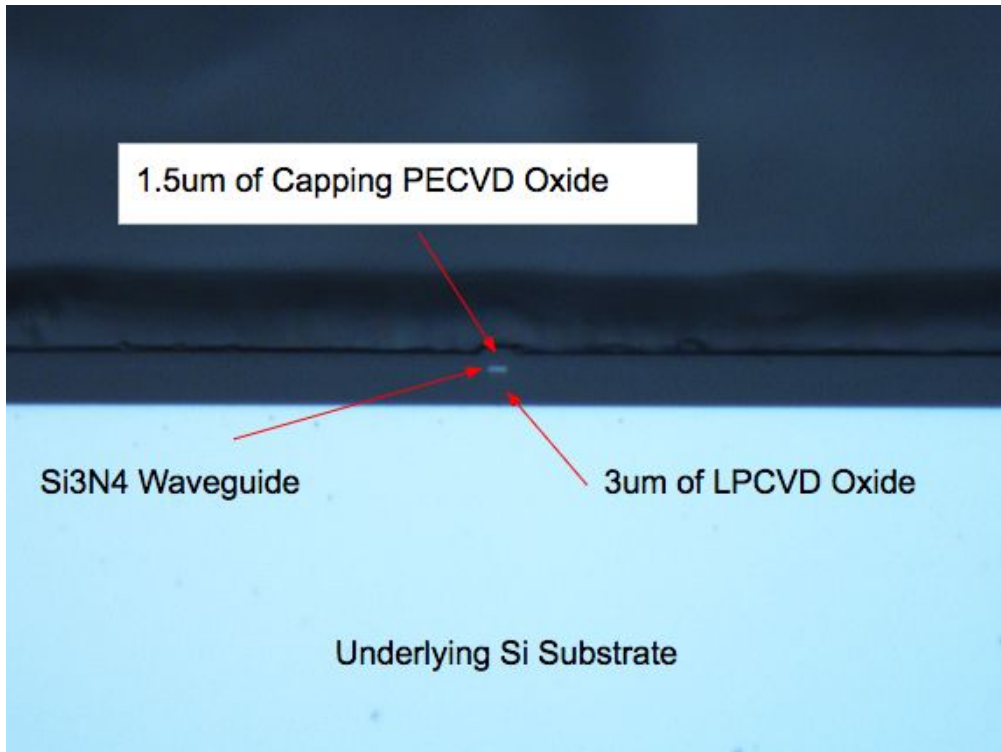 1.5um of Capping PECVD Oxide
Si3N4 Waveguide
3um of LPCVD Oxide
Underlying Si Substrate